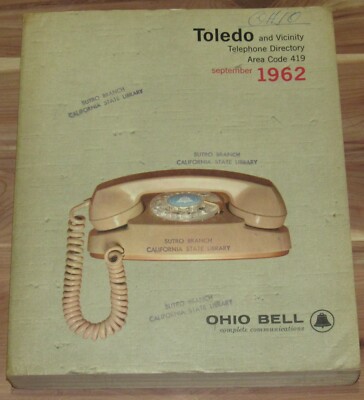 OHIO
Toledo and Vicinity
Telephone Directory
Area Code 419
september 1962
SUTRO BRANCH
CALIFORNIA STATE LIBRARY
SUTRO BRANCH
CALIFORNIA STATE LIBRARY
SUTRO BRANCH
CALIFORNIA STATE LIBRARY
SUTRO BRANCH
CALIFORNIA STATE LIBRARY
OHIO BELL
complete communications